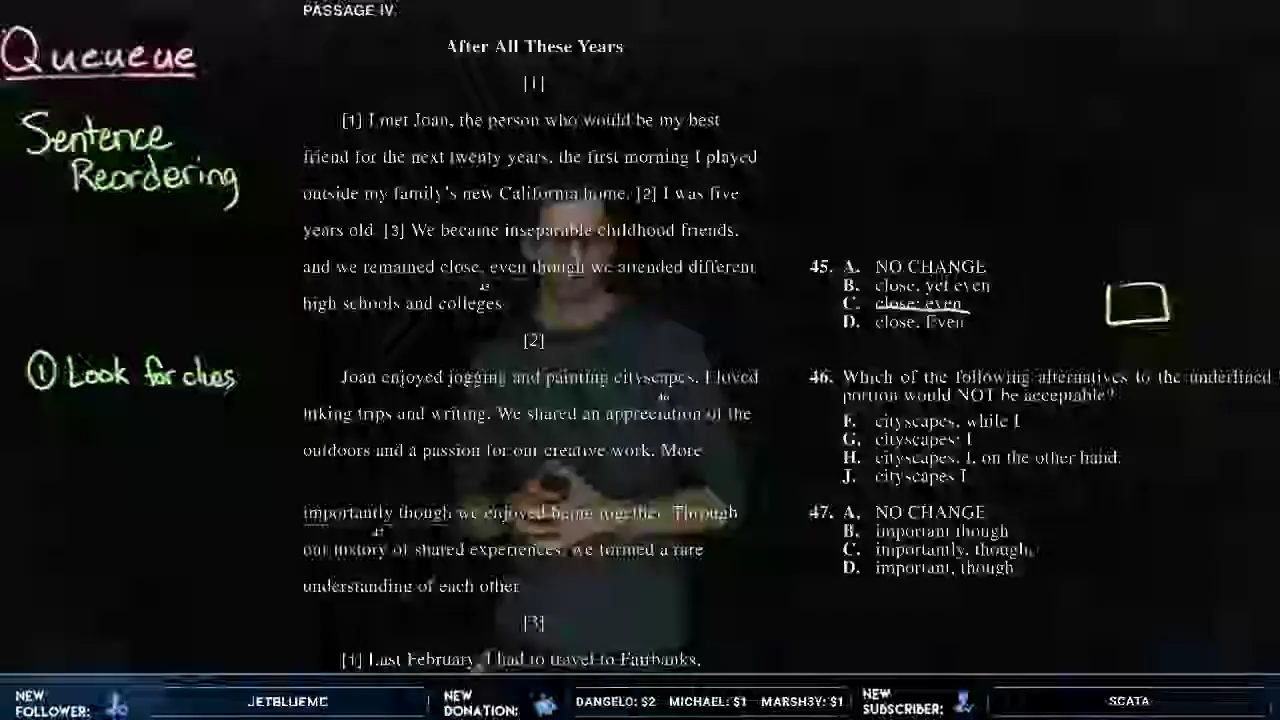 PASSAGE IV.
Queueue
Sentence
Reordering
① Look for clues
After All These Years
[1]
[1] I met Joan, the person who would be my best
friend for the next twenty years, the first morning I played
outside my family's new California home. [2] I was five
years old. [3] We became inseparable childhood friends,
and we remained close, even though we attended different
45
high schools and colleges.
[2]
Joan enjoyed jogging and painting cityscapes. I loved
46
hiking trips and writing. We shared an appreciation of the
outdoors and a passion for our creative work. More
importantly though we enjoyed being together. Through
47
our history of shared experiences, we formed a rare
understanding of each other.
[3]
[1] Last February, I had to travel to Fairbanks,
45. A. NO CHANGE
B. close, yet even
C. close; even
D. close. Even
46. Which of the following alternatives to the underlined
portion would NOT be acceptable?
F. cityscapes, while I
G. cityscapes; I
H. cityscapes. I, on the other hand,
J. cityscapes I
47. A. NO CHANGE
B. important though
C. importantly, though,
D. important, though
NEW
FOLLOWER:
JETBLUEME
NEW
DONATION:
DANGELO: $2 MICHAEL: $1 MARSH3Y: $1
NEW
SUBSCRIBER:
SCATA